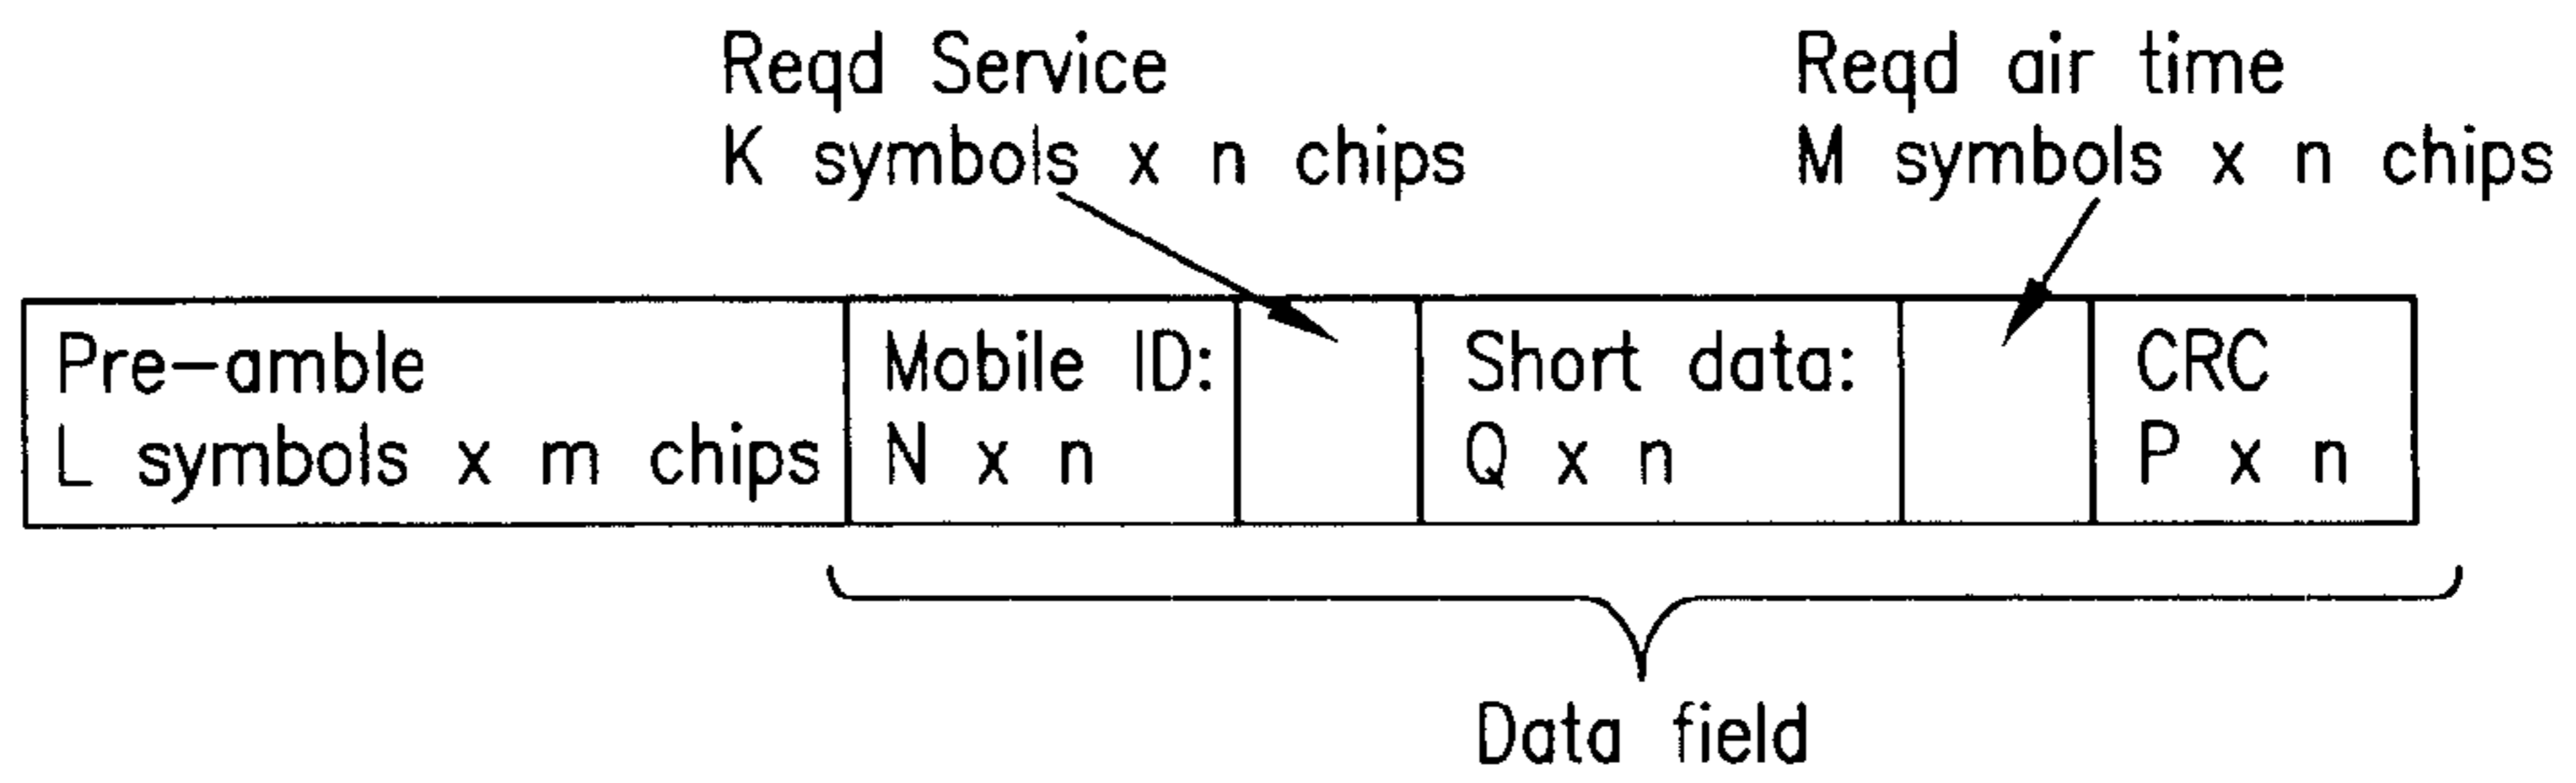 Reqd Service
K symbols x n chips
Reqd air time
M symbols x n chips
Pre-amble
L symbols x m chips
Mobile ID:
N x n
Short data:
Q x n
CRC
P x n
Data field